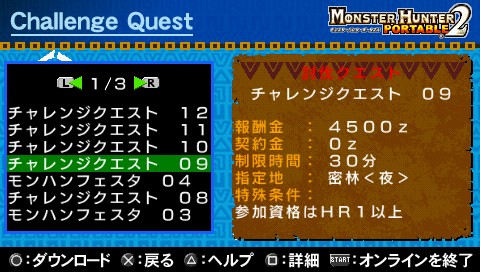 Challenge Quest
MONSTER HUNTER
PORTABLE 2
L 1/3 R
チャレンジクエスト 12
チャレンジクエスト 11
チャレンジクエスト 10
チャレンジクエスト 09
モンハンフェスタ 04
チャレンジクエスト 08
モンハンフェスタ 03
討伐クエスト
チャレンジクエスト 09
報酬金 : 4500z
契約金 : 0z
制限時間: 30分
指定地 : 密林<夜>
特殊条件:
参加資格はHR1以上
○:ダウンロード ×:戻る △:ヘルプ □:詳細 START:オンラインを終了